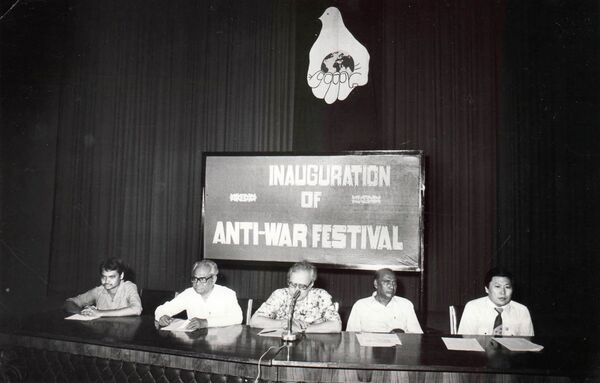 INAUGURATION
OF
ANTI-WAR FESTIVAL